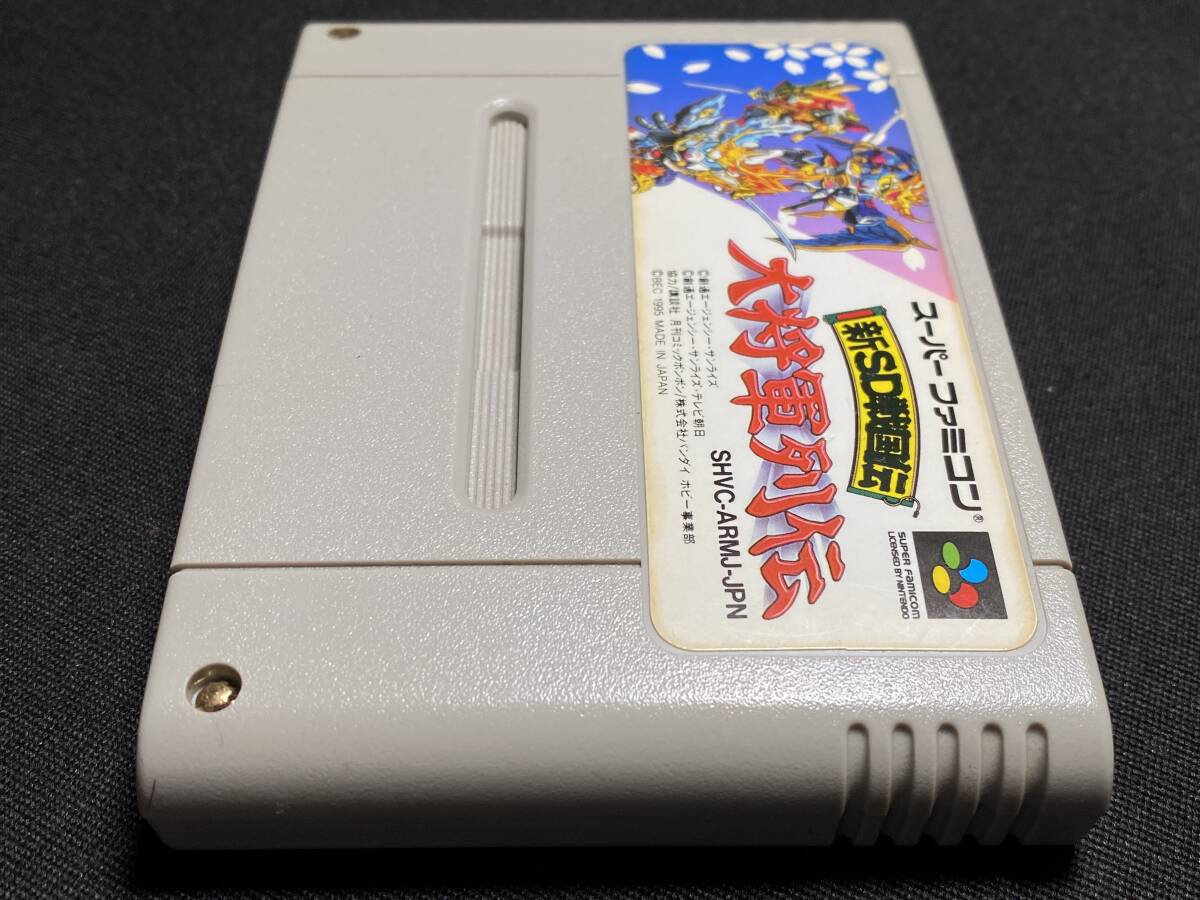 スーパーファミコン®
新SD戦国伝
大将軍列伝
©創通エージェンシー・サンライズ
©創通エージェンシー・サンライズ・テレビ朝日
協力/講談社 月刊コミックボンボン/株式会社バンダイ ホビー事業部
©BEC 1995 MADE IN JAPAN
SHVC-ARMJ-JPN
SUPER FAMICOM
LICENSED BY NINTENDO